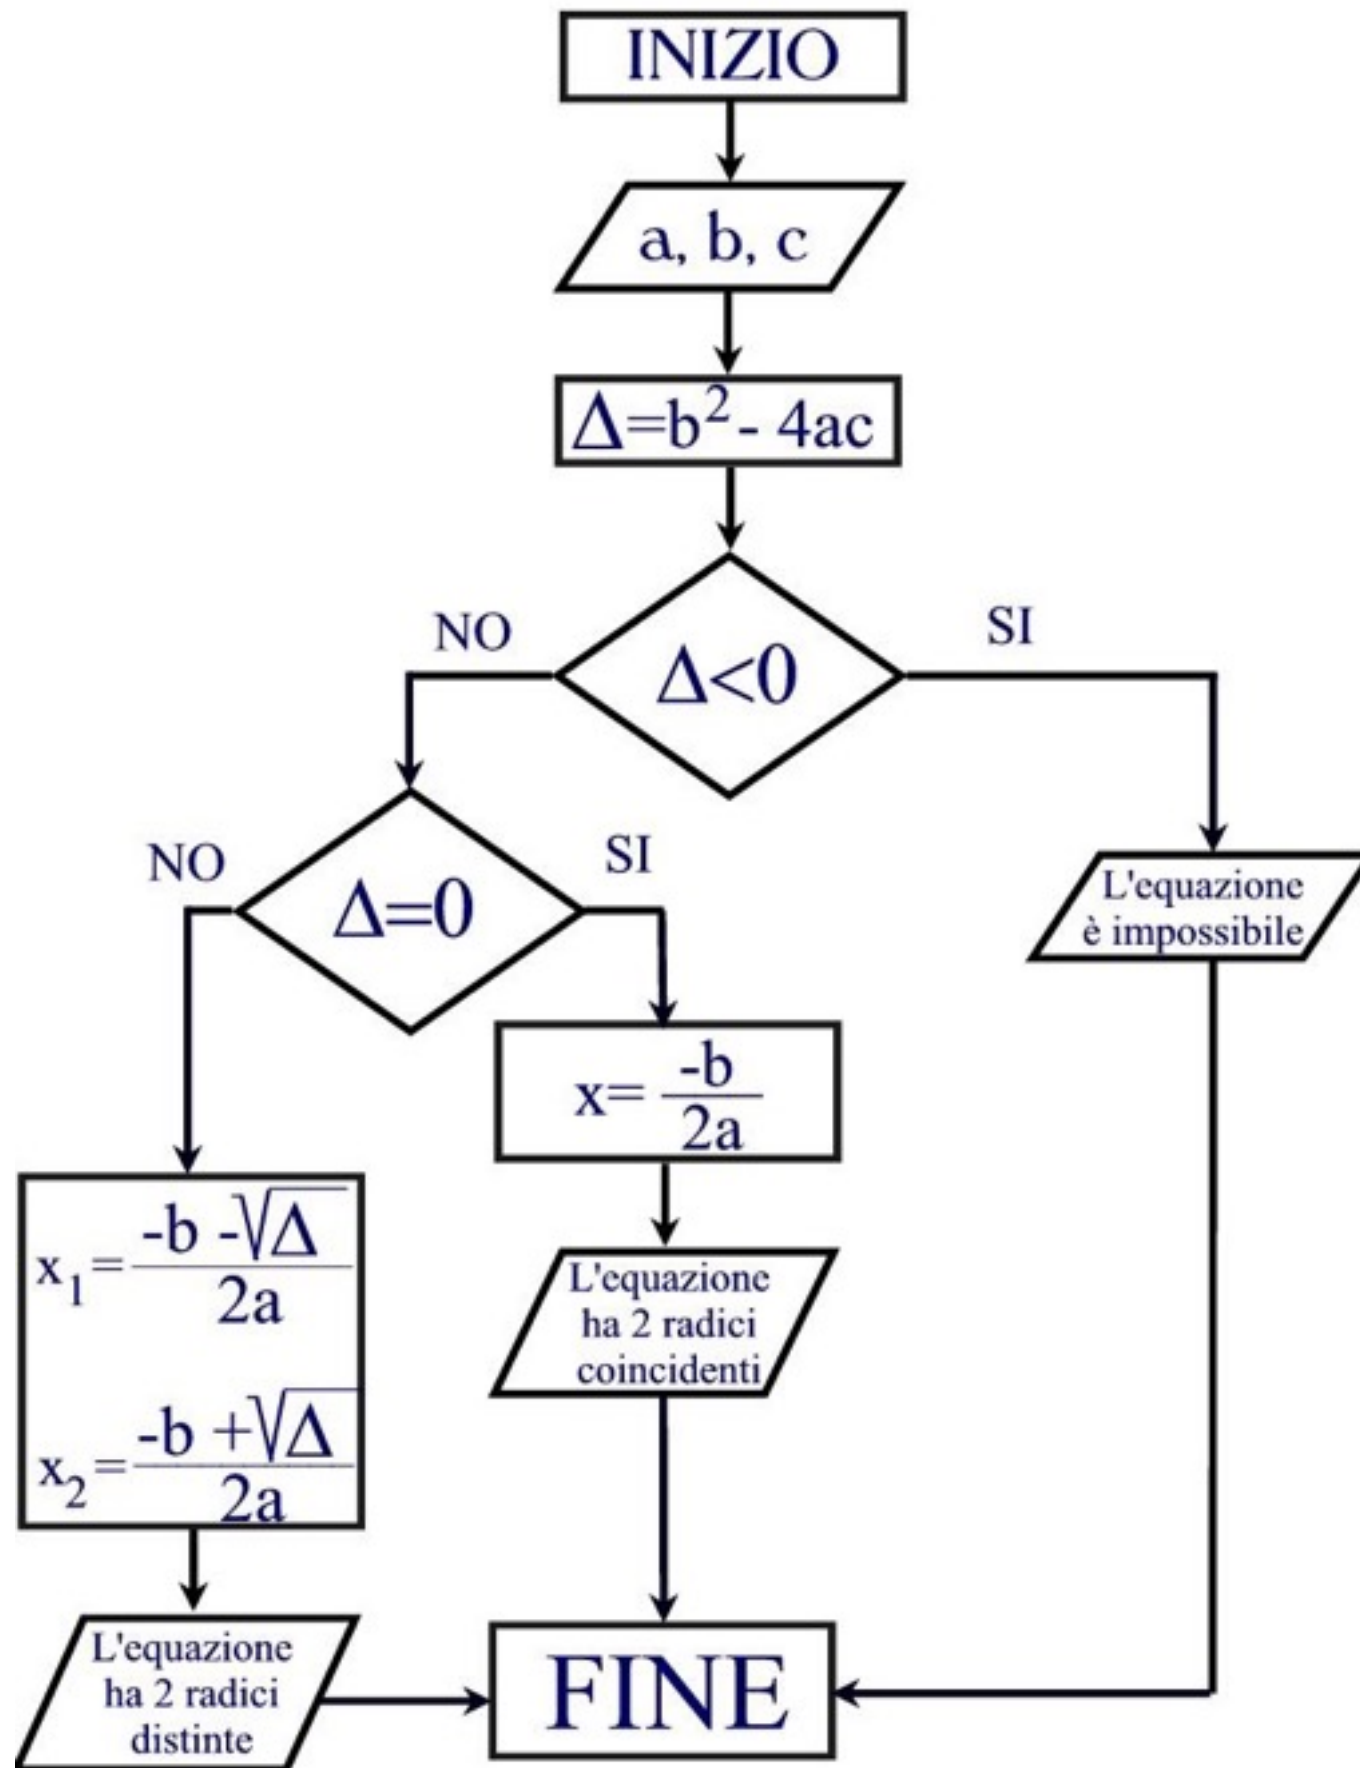 INIZIO
a, b, c
Δ=b²- 4ac
Δ<0
NO
SI
Δ=0
NO
SI
L'equazione
è impossibile
x= -b/2a
L'equazione
ha 2 radici
coincidenti
x₁= -b -√Δ/2a
x₂= -b +√Δ/2a
L'equazione
ha 2 radici
distinte
FINE